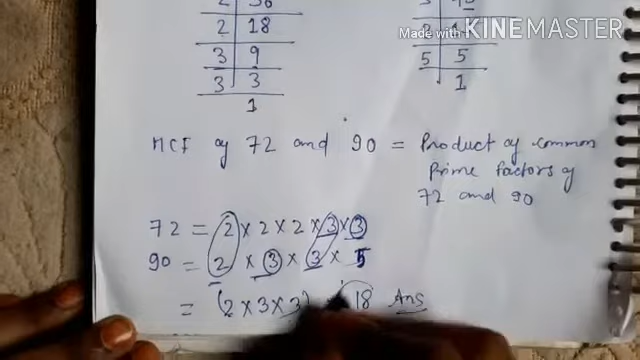 Made with KINEMASTER
2 18
3 9
3 3
1
5 5
1
HCF of 72 and 90 = Product of common
Prime factors of
72 and 90
72 = 2 × 2 × 2 × 3 × 3
90 = 2 × 3 × 3 × 5
= (2 × 3 × 3) 18 Ans